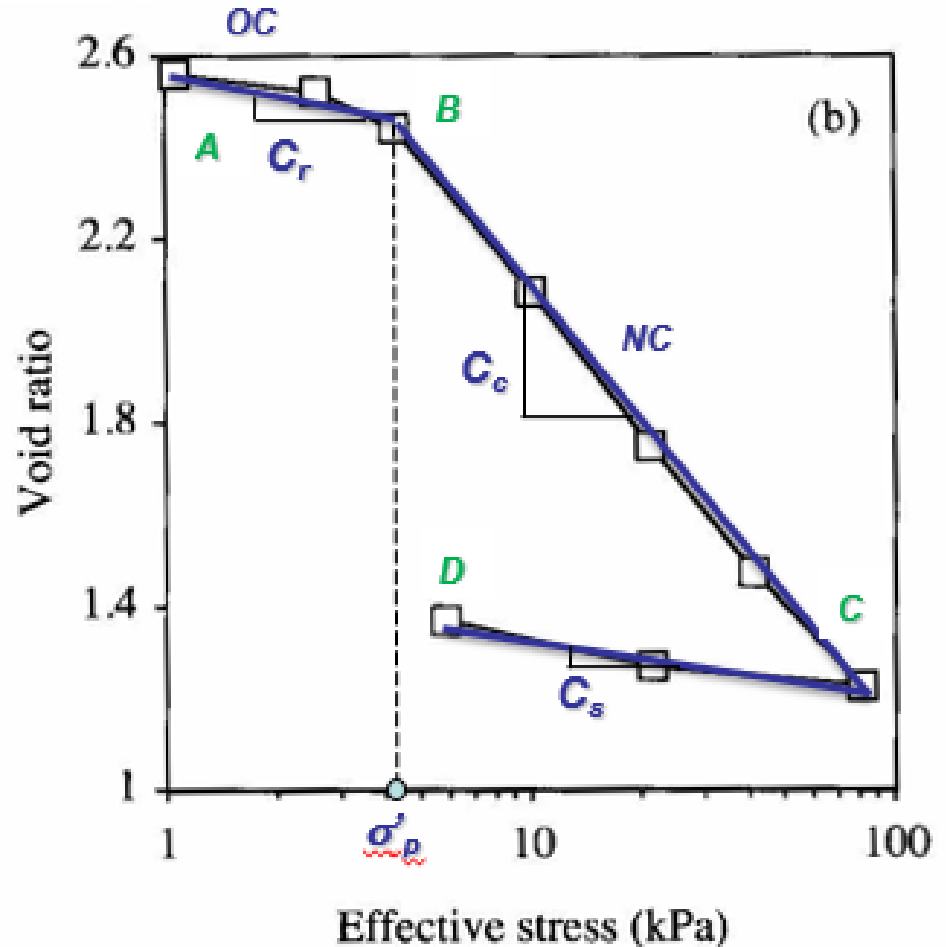 OC
2.6
B
(b)
A
Cr
2.2
NC
Cc
Void ratio
1.8
D
1.4
C
Cs
1
1
σ'p
10
100
Effective stress (kPa)